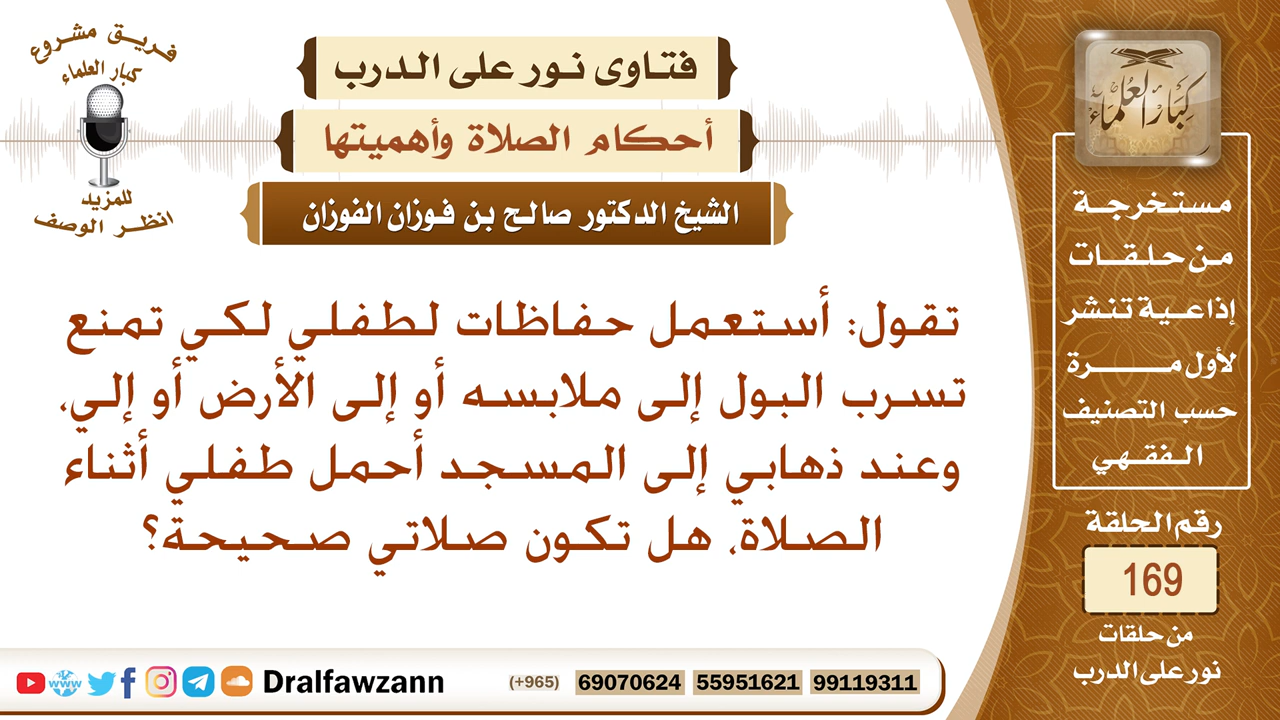 فريق مشروع
كبار العلماء
للمزيد
انظر الوصف
فتاوى نور على الدرب
أحكام الصلاة وأهميتها
الشيخ الدكتور صالح بن فوزان الفوزان
تقول: أستعمل حفاظات لطفلي لكي تمنع
تسرب البول إلى ملابسه أو إلى الأرض أو إلي،
وعند ذهابي إلى المسجد أحمل طفلي أثناء
الصلاة، هل تكون صلاتي صحيحة؟
كبار العلماء
مستخرجة
من حلقات
إذاعية تنشر
لأول مرة
حسب التصنيف
الفقهي
رقم الحلقة
169
من حلقات
نور على الدرب
www Dralfawzann (+965) 69070624 55951621 99119311